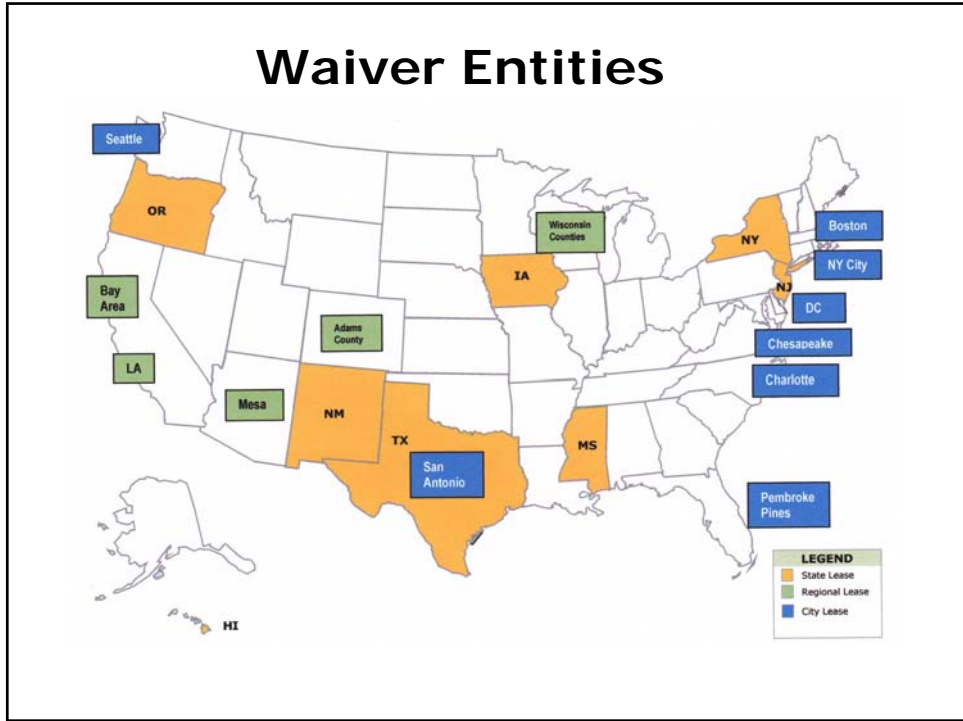 Waiver Entities
Seattle
OR
Wisconsin
Counties
NY
Boston
NY City
IA
NJ
Bay
Area
DC
Adams
County
Chesapeake
LA
Charlotte
Mesa
NM
TX
MS
San
Antonio
Pembroke
Pines
LEGEND
State Lease
Regional Lease
City Lease
HI